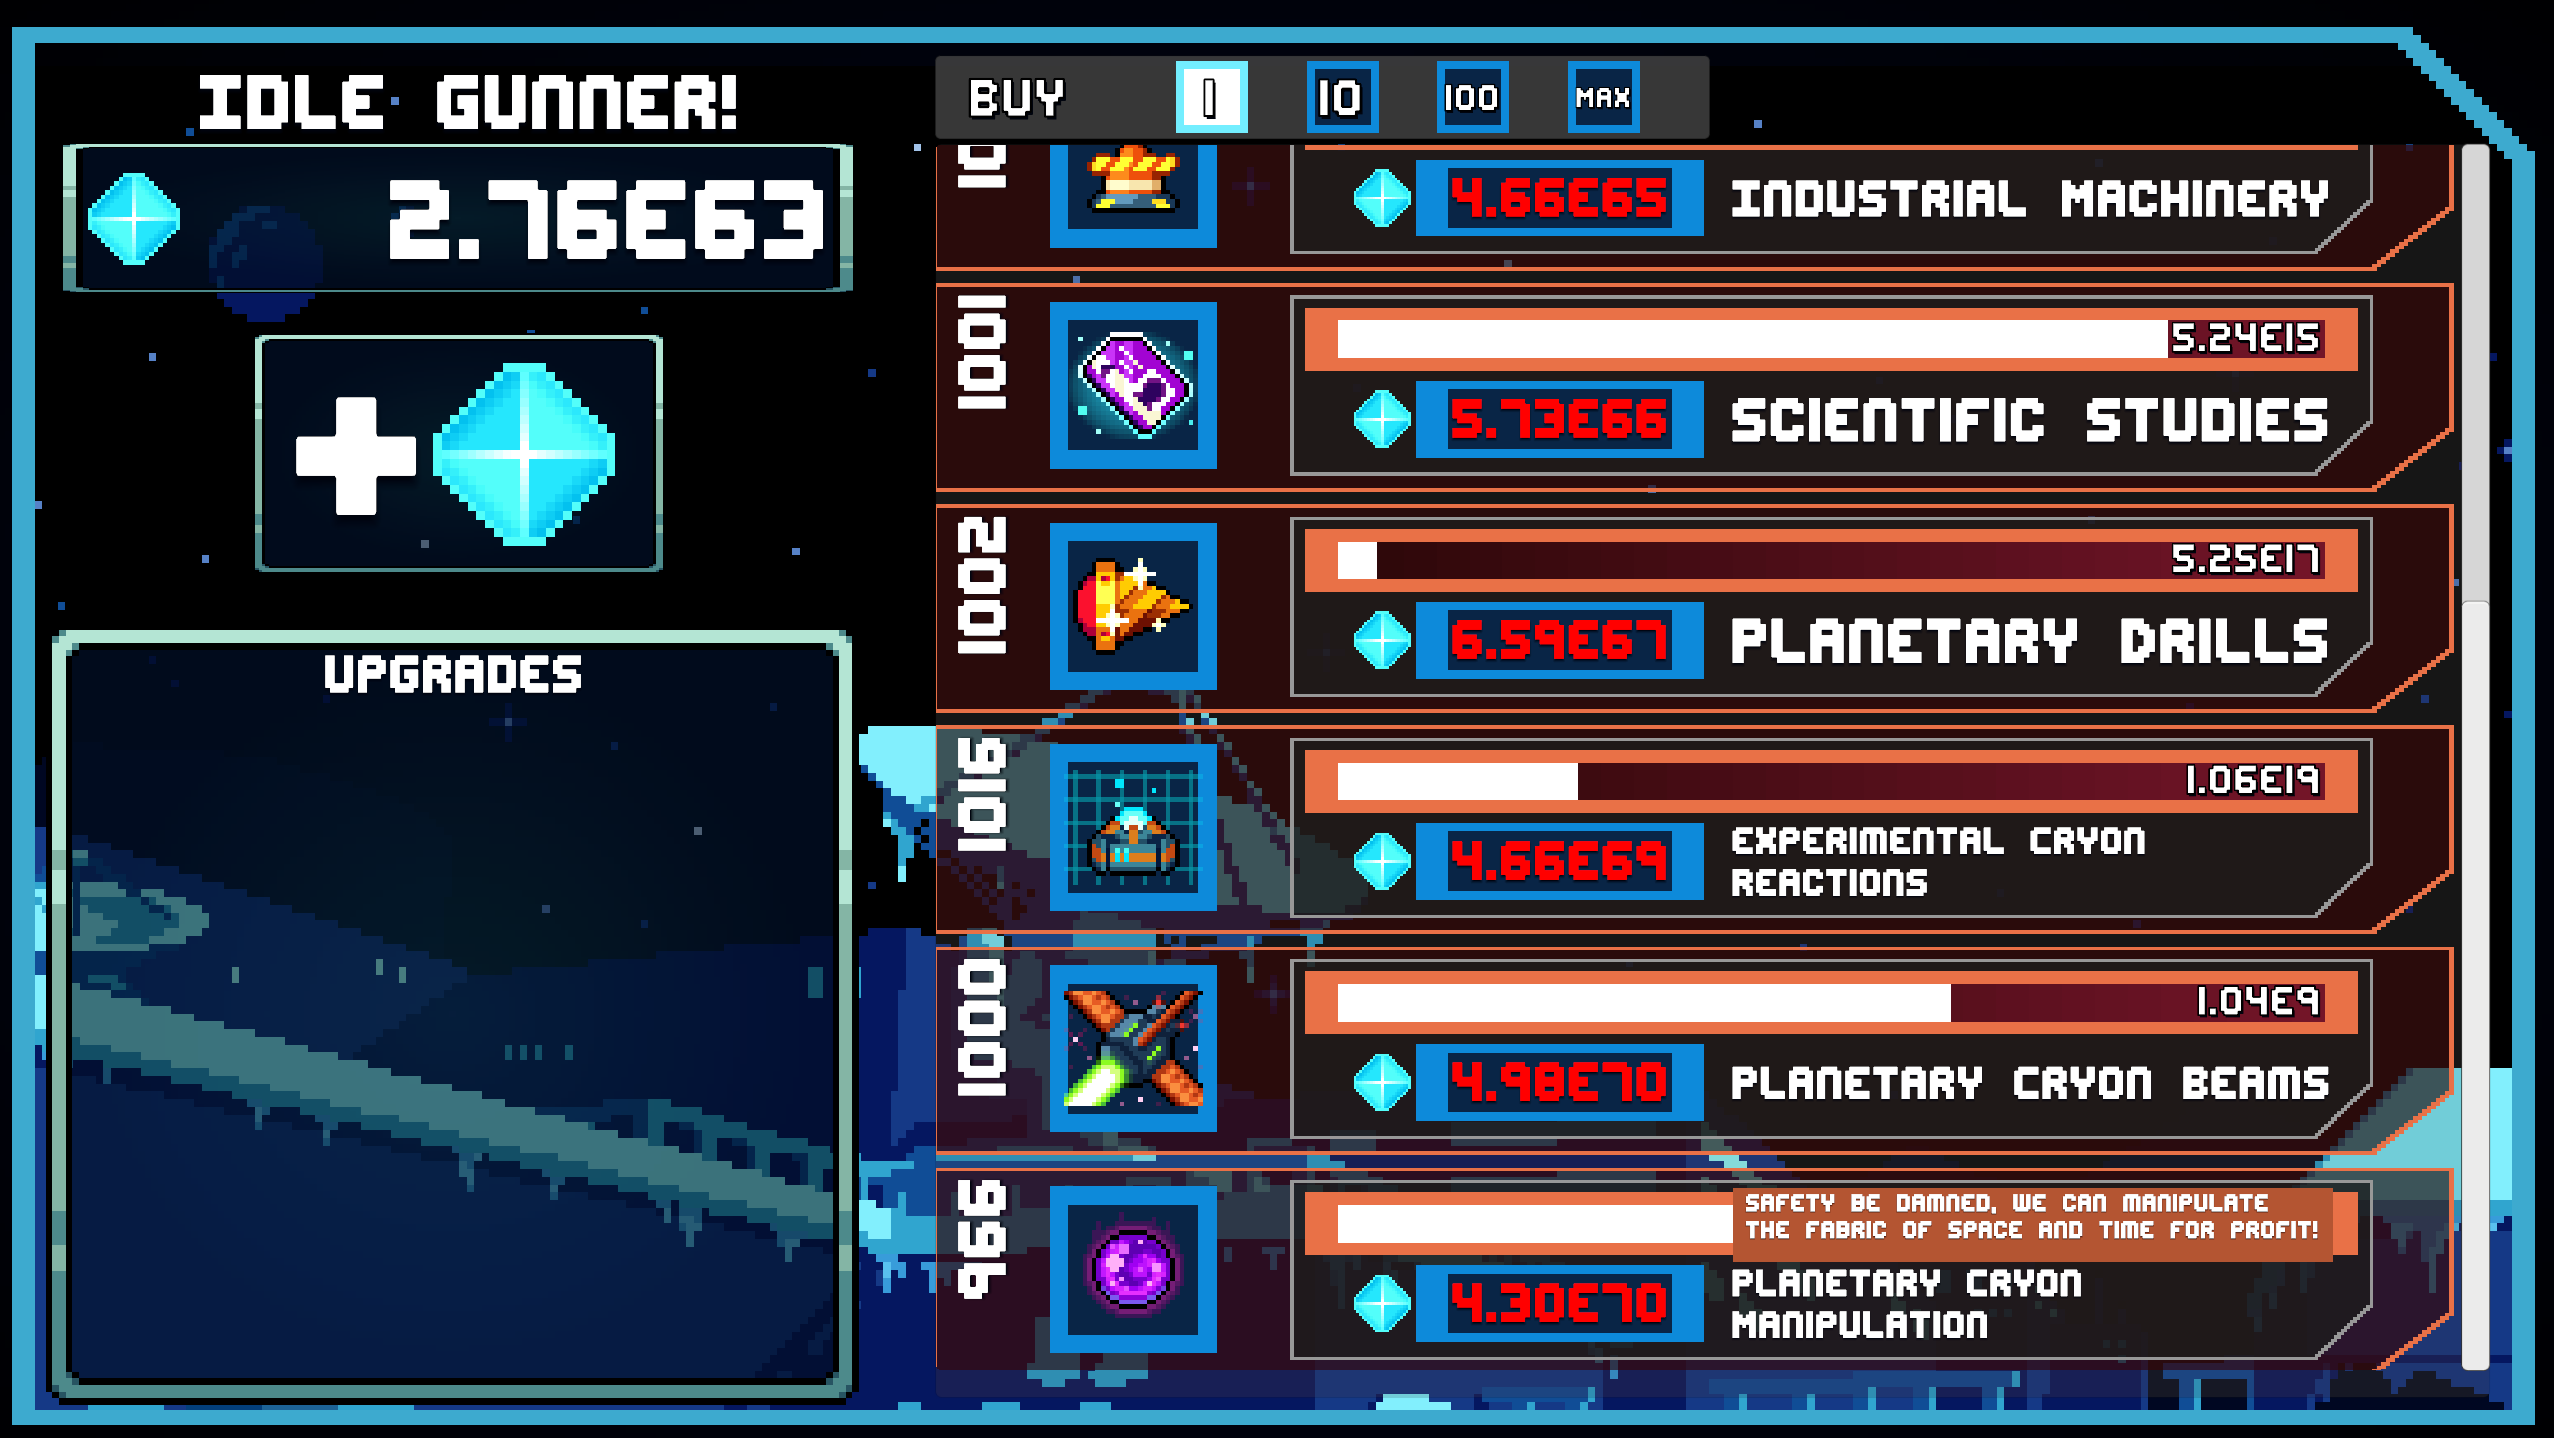 IDLE GUNNER!
2.76E63
UPGRADES
BUY 1 10 100 MAX
4.66E65 INDUSTRIAL MACHINERY
1001
5.24E15
5.73E66 SCIENTIFIC STUDIES
1002
5.25E17
6.59E67 PLANETARY DRILLS
1016
1.06E19
4.66E69 EXPERIMENTAL CRYON
REACTIONS
1000
1.04E9
4.98E70 PLANETARY CRYON BEAMS
966
SAFETY BE DAMNED, WE CAN MANIPULATE
THE FABRIC OF SPACE AND TIME FOR PROFIT!
4.30E70 PLANETARY CRYON
MANIPULATION